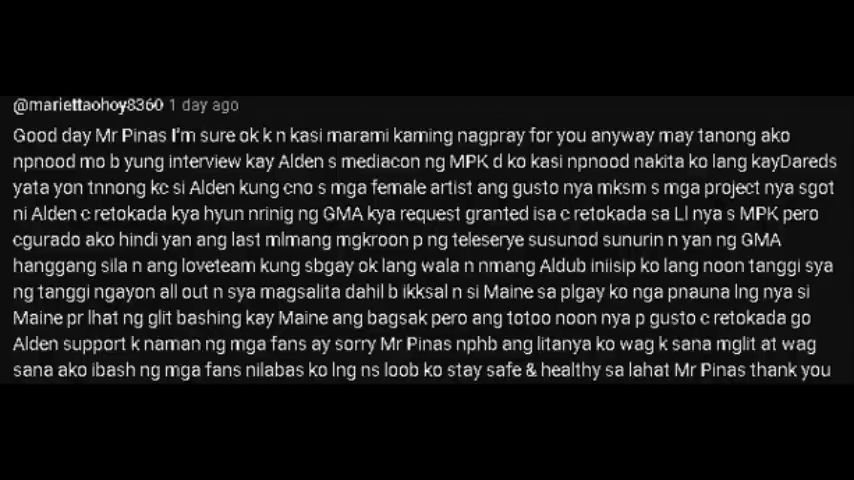 @mariettaohoy8360 1 day ago
Good day Mr Pinas I'm sure ok k n kasi marami kaming nagpray for you anyway may tanong ako
npnood mo b yung interview kay Alden s mediacon ng MPK d ko kasi npnood nakita ko lang kayDareds
yata yon tnnong kc si Alden kung cno s mga female artist ang gusto nya mksm s mga project nya sgot
ni Alden c retokada kya hyun nrinig ng GMA kya request granted isa c retokada sa LI nya s MPK pero
cgurado ako hindi yan ang last mlmang mgkroon p ng teleserye susunod sunurin n yan ng GMA
hanggang sila n ang loveteam kung sbgay ok lang wala n nmang Aldub iniisip ko lang noon tanggi sya
ng tanggi ngayon all out n sya magsalita dahil b ikksal n si Maine sa plgay ko nga pnauna lng nya si
Maine pr lhat ng glit bashing kay Maine ang bagsak pero ang totoo noon nya p gusto c retokada go
Alden support k naman ng mga fans ay sorry Mr Pinas nphb ang litanya ko wag k sana mglit at wag
sana ako ibash ng mga fans nilabas ko lng ns loob ko stay safe & healthy sa lahat Mr Pinas thank you